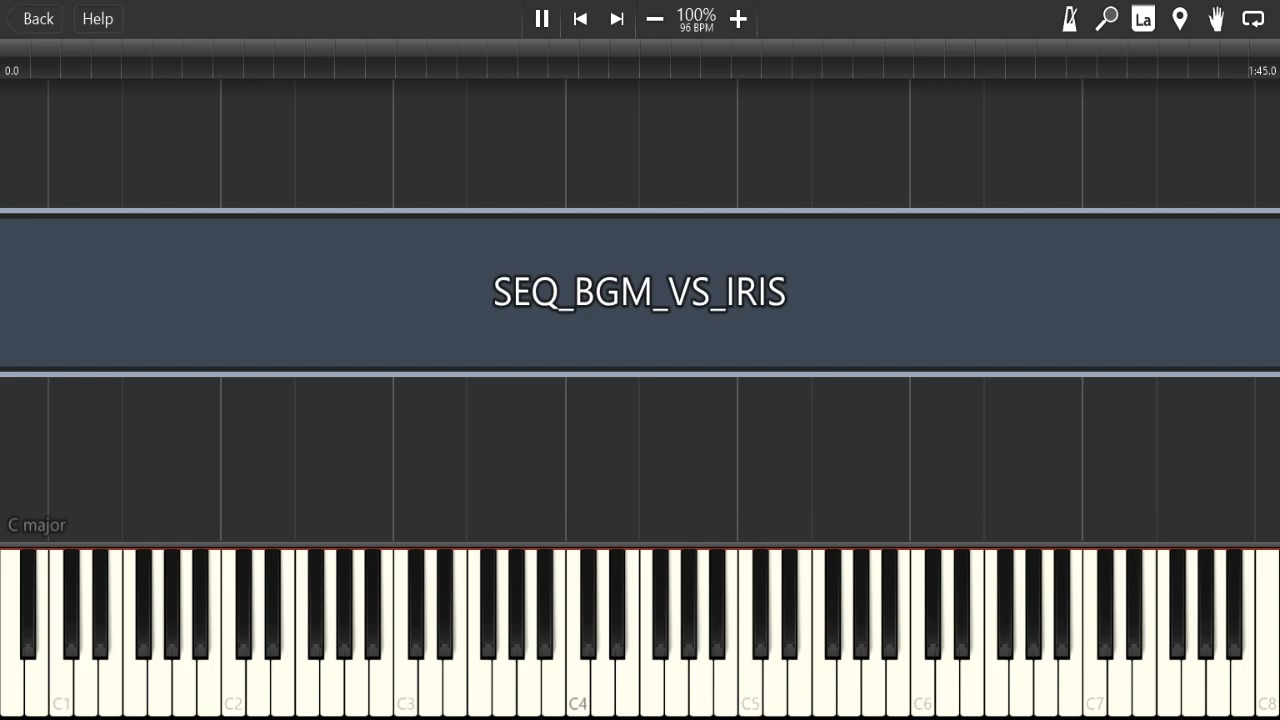 Back
Help
100%
96 BPM
La
0.0
1:45.0
SEQ_BGM_VS_IRIS
C major
C1
C2
C3
C4
C5
C6
C7
C8